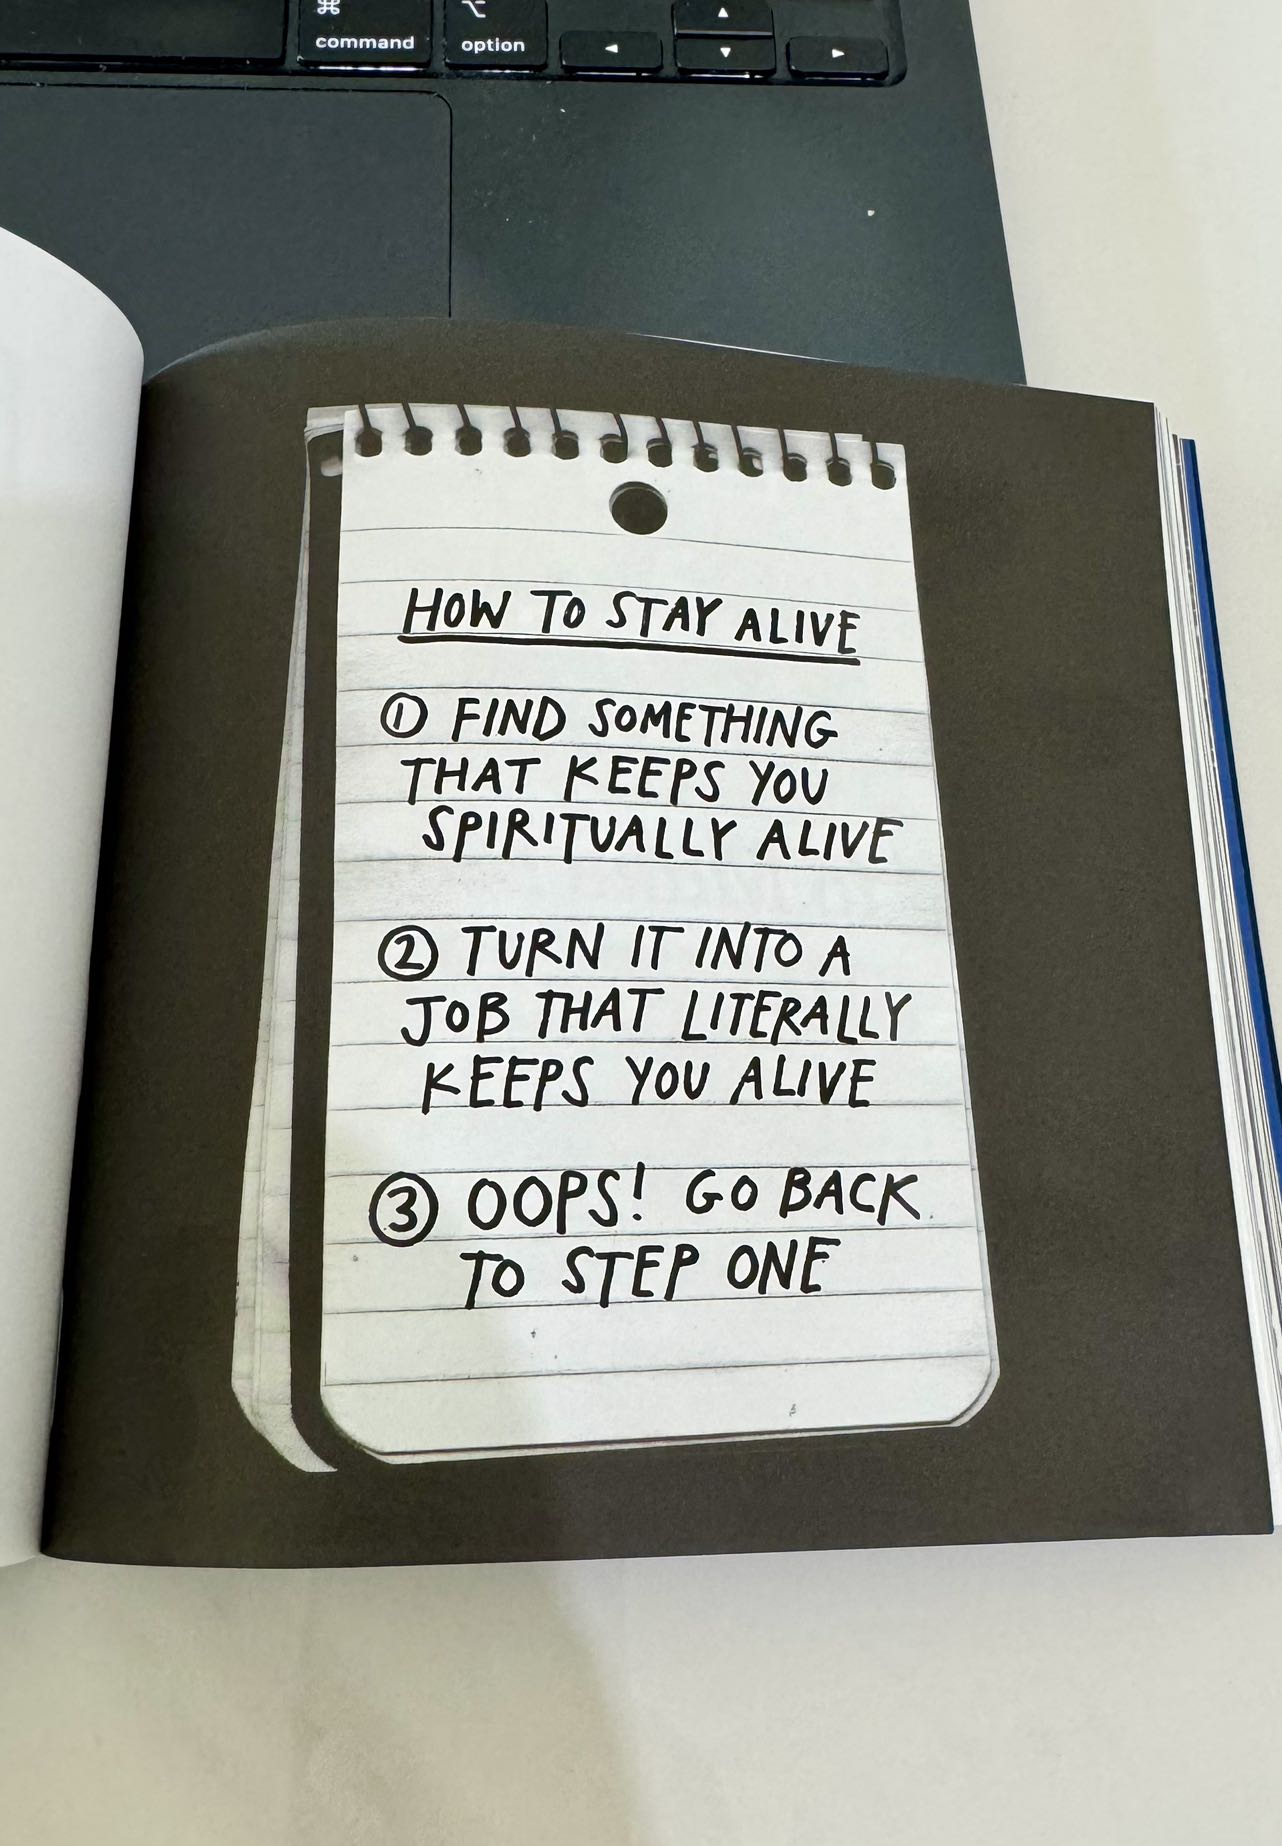 ⌘ ⌥
command option
▲
◀ ▼ ▶
HOW TO STAY ALIVE
① FIND SOMETHING
THAT KEEPS YOU
SPIRITUALLY ALIVE
② TURN IT INTO A
JOB THAT LITERALLY
KEEPS YOU ALIVE
③ OOPS! GO BACK
TO STEP ONE